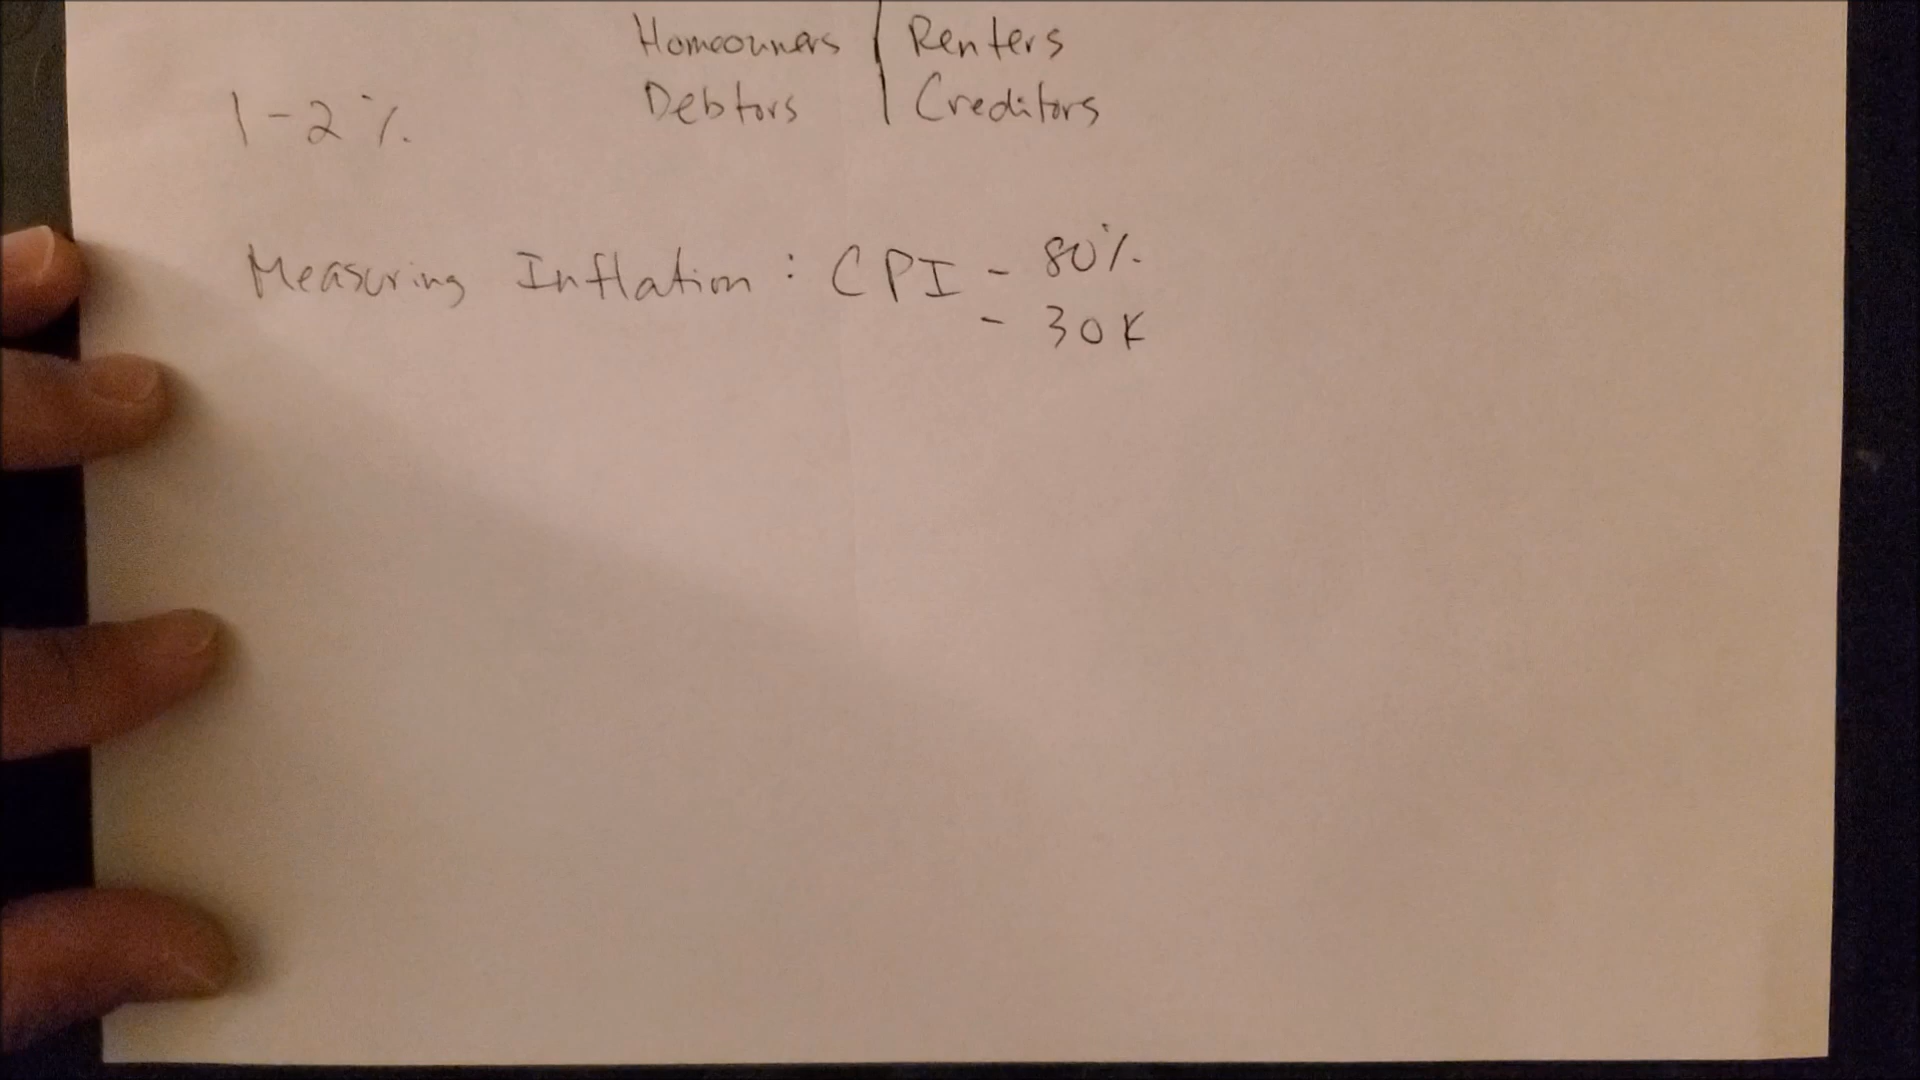 Homeowners | Renters
Debtors | Creditors
1-2%
Measuring Inflation : CPI - 80%
- 30K